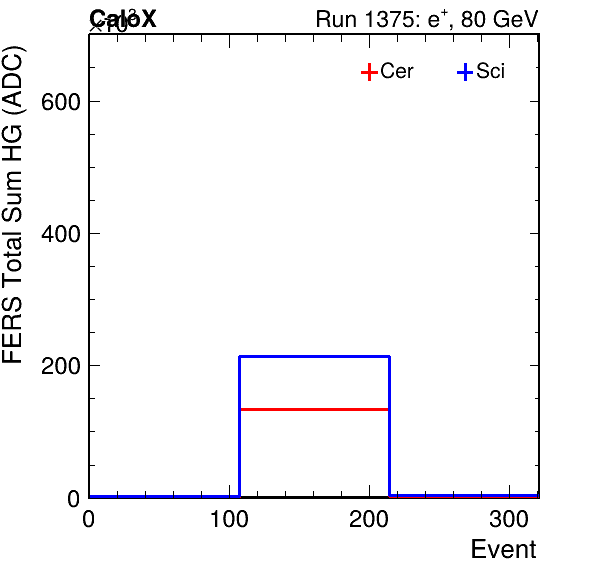 CaloX Run 1375: e⁺, 80 GeV
×10³
Cer Sci
FERS Total Sum HG (ADC)
600
400
200
0
0 100 200 300
Event